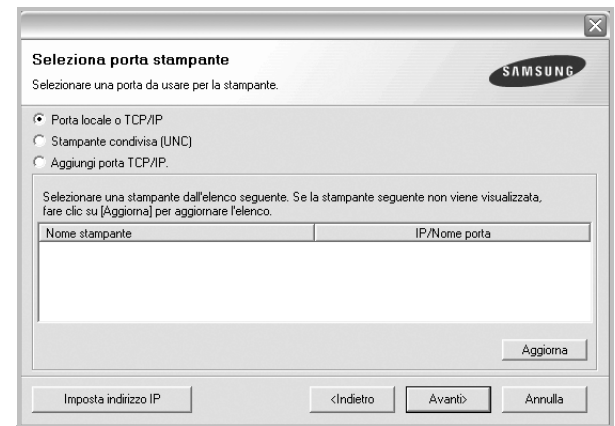 Seleziona porta stampante
Selezionare una porta da usare per la stampante.
SAMSUNG
Porta locale o TCP/IP
Stampante condivisa (UNC)
Aggiungi porta TCP/IP.
Selezionare una stampante dall'elenco seguente. Se la stampante seguente non viene visualizzata,
fare clic su [Aggiorna] per aggiornare l'elenco.
Nome stampante IP/Nome porta
Aggiorna
Imposta indirizzo IP <Indietro Avanti> Annulla